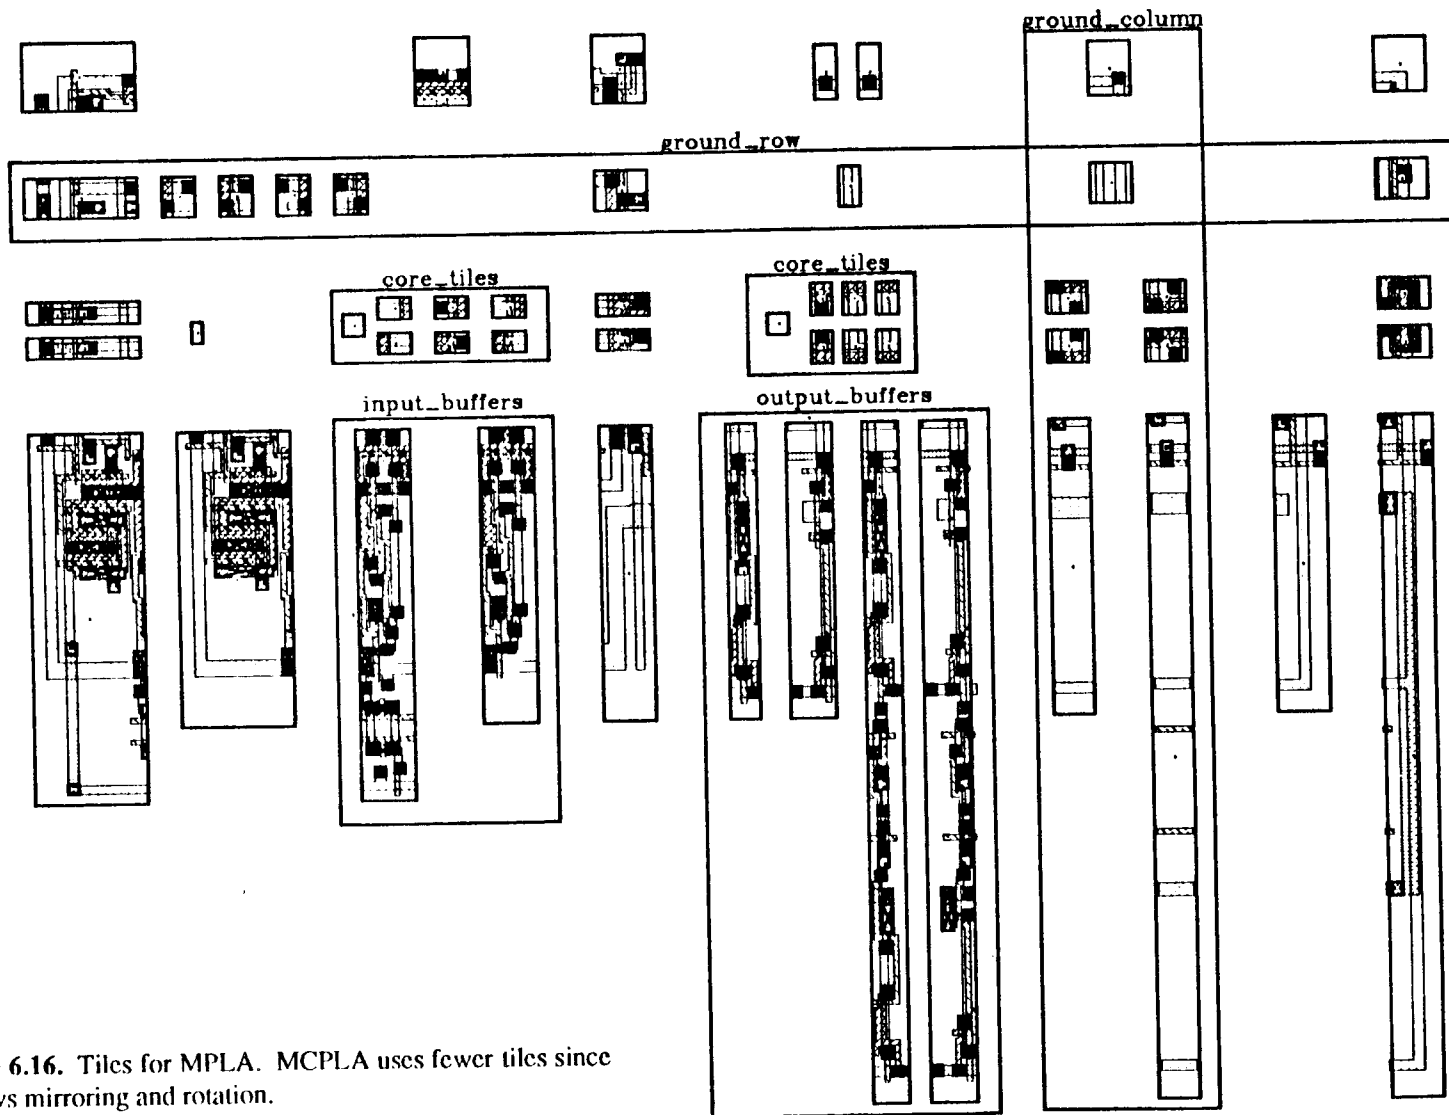 ground_column
ground_row
core_tiles
core_tiles
input_buffers
output_buffers
6.16. Tiles for MPLA. MCPLA uses fewer tiles since
mirroring and rotation.